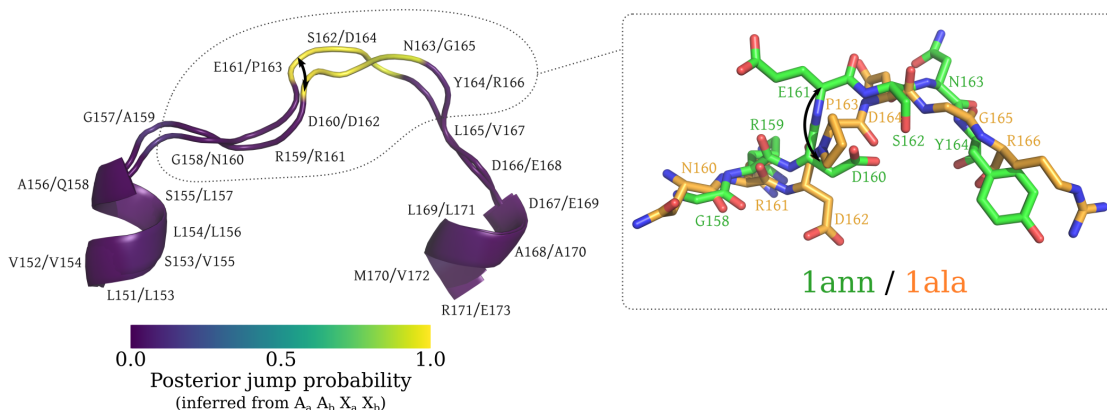 S162/D164
N163/G165
E161/P163
Y164/R166
G157/A159
D160/D162
L165/V167
G158/N160
R159/R161
D166/E168
A156/Q158
S155/L157
D167/E169
L169/L171
L154/L156
A168/A170
V152/V154
S153/V155
M170/V172
L151/L153
R171/E173
0.0 0.5 1.0
Posterior jump probability
(inferred from Aₐ A_b Xₐ X_b)
E161
N163
P163
D164
G165
R159
S162
Y164
R166
N160
D160
R161
G158
D162
1ann / 1ala